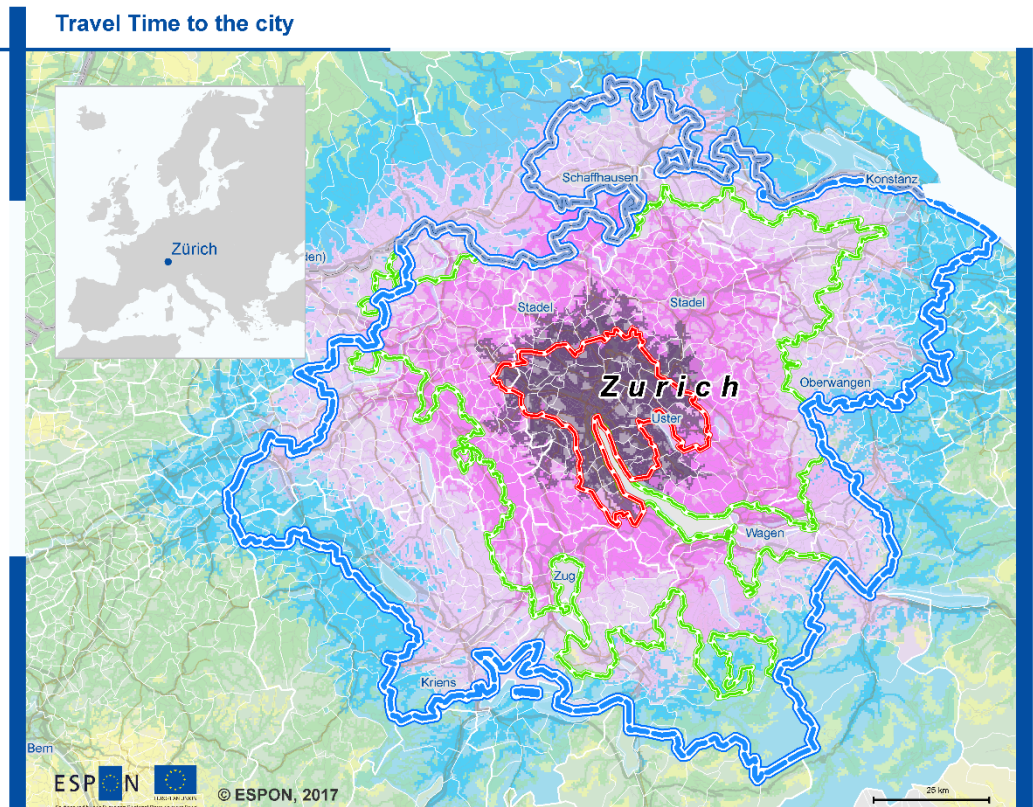 Travel Time to the city
Zürich
den)
Schaffhausen
Konstanz
Stadel
Stadel
Zurich
Oberwangen
Uster
Wagen
Zug
Kriens
Bern
ESPON
© ESPON, 2017
25 km